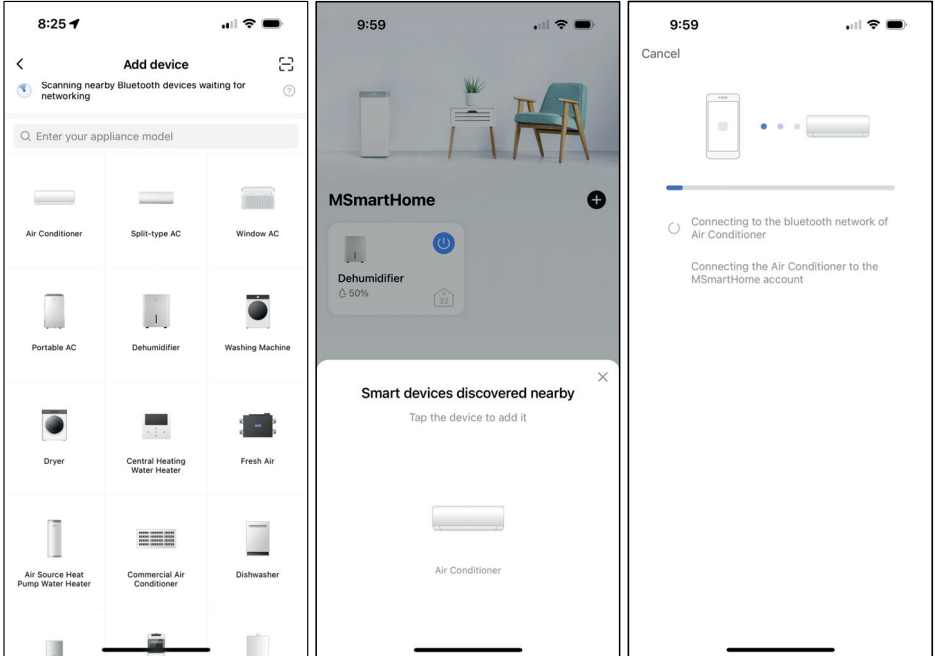 8:25
Add device
Scanning nearby Bluetooth devices waiting for
networking
Enter your appliance model
Air Conditioner
Split-type AC
Window AC
Portable AC
Dehumidifier
Washing Machine
Dryer
Central Heating
Water Heater
Fresh Air
Air Source Heat
Pump Water Heater
Commercial Air
Conditioner
Dishwasher
9:59
MSmartHome
Dehumidifier
50%
32
Smart devices discovered nearby
Tap the device to add it
Air Conditioner
9:59
Cancel
Connecting to the bluetooth network of
Air Conditioner
Connecting the Air Conditioner to the
MSmartHome account